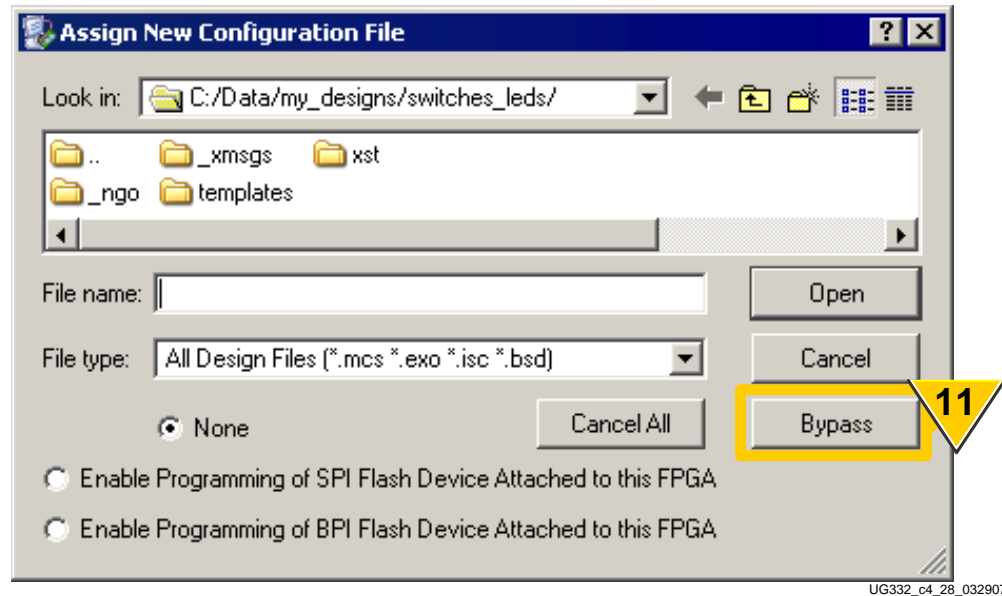 Assign New Configuration File
Look in: C:/Data/my_designs/switches_leds/
.. _xmsgs xst
_ngo templates
File name: Open
File type: All Design Files (*.mcs *.exo *.isc *.bsd) Cancel
None Cancel All Bypass 11
Enable Programming of SPI Flash Device Attached to this FPGA
Enable Programming of BPI Flash Device Attached to this FPGA
UG332_c4_28_032907